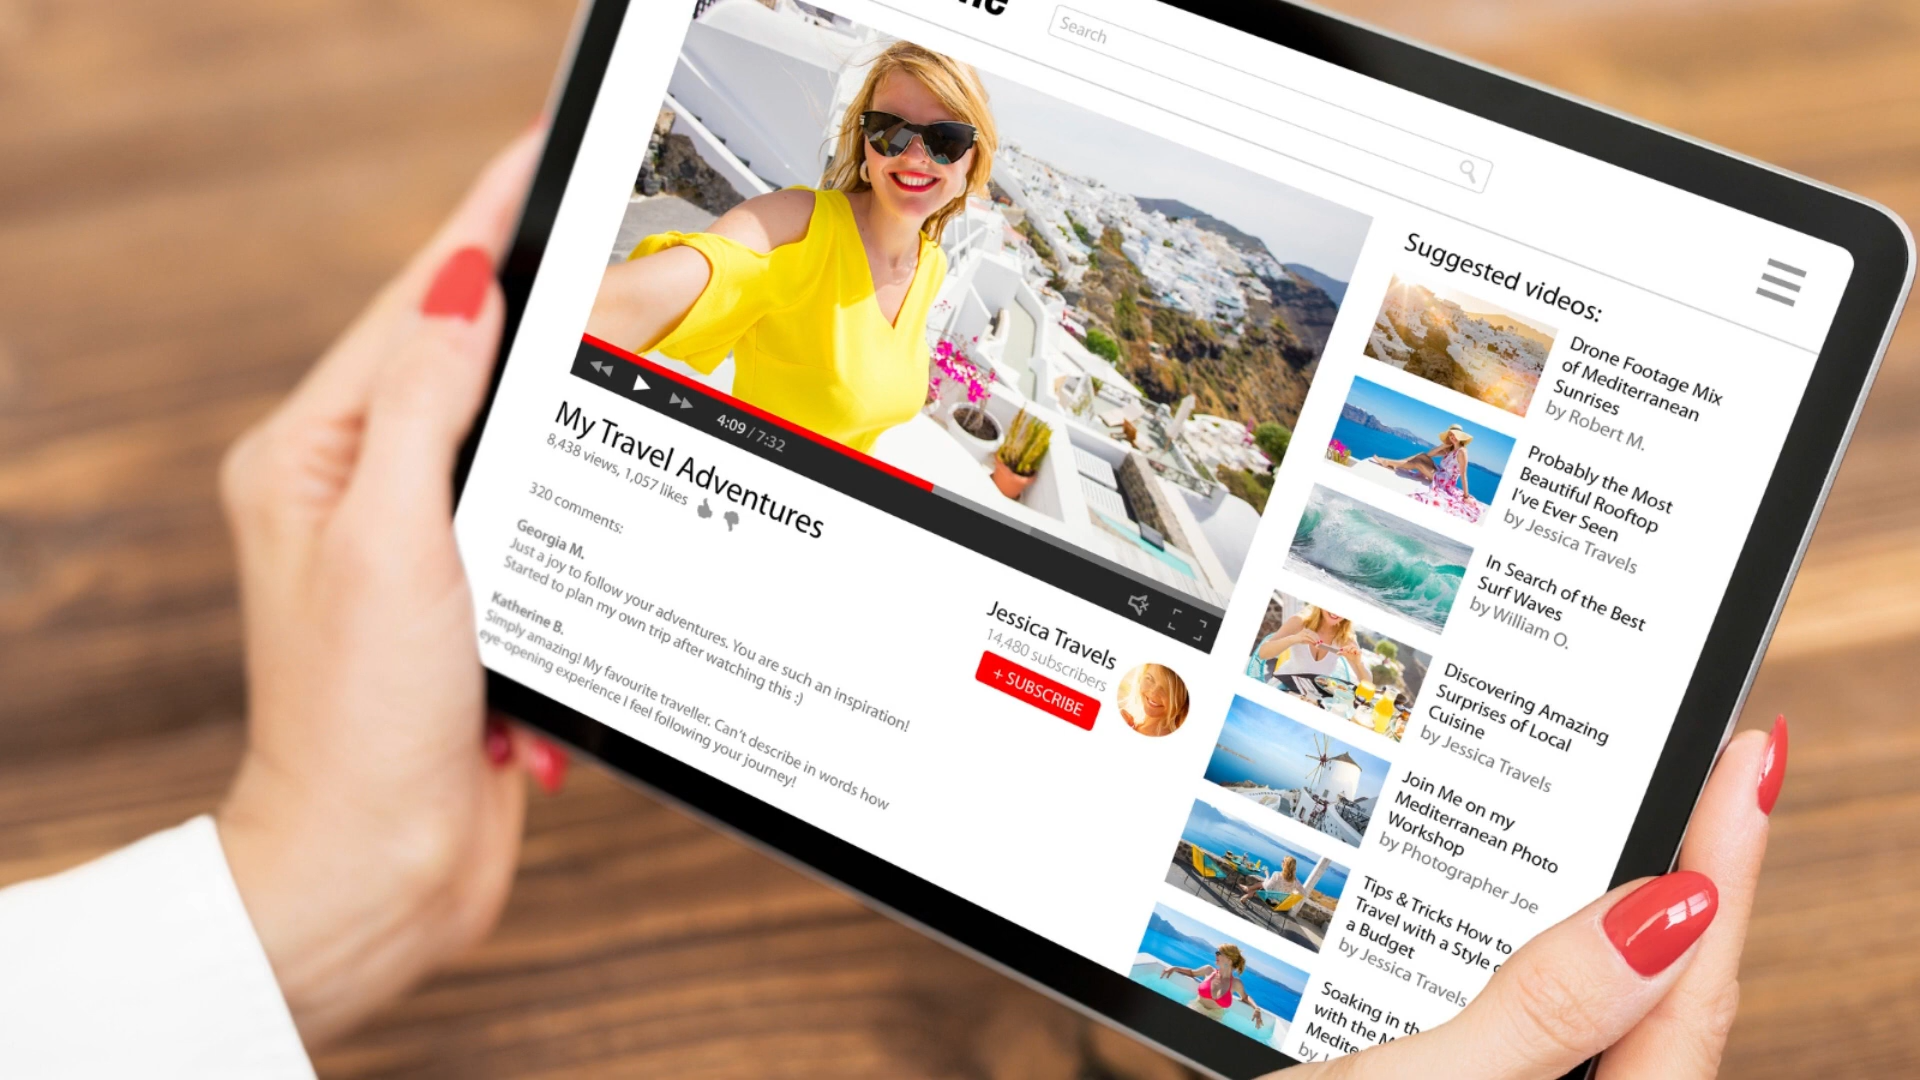 Search
4:09 / 7:32
My Travel Adventures
8,438 views, 1,057 likes
320 comments:
Georgia M.
Just a joy to follow your adventures. You are such an inspiration!
Started to plan my own trip after watching this :)
Katherine B.
Simply amazing! My favourite traveller. Can't describe in words how
eye-opening experience I feel following your journey!
Jessica Travels
14,480 subscribers
+ SUBSCRIBE
Suggested videos:
Drone Footage Mix
of Mediterranean
Sunrises
by Robert M.
Probably the Most
Beautiful Rooftop
I've Ever Seen
by Jessica Travels
In Search of the Best
Surf Waves
by William O.
Discovering Amazing
Surprises of Local
Cuisine
by Jessica Travels
Join Me on my
Mediterranean Photo
Workshop
by Photographer Joe
Tips & Tricks How to
Travel with a Style
a Budget
by Jessica Travels
Soaking in
with the
by